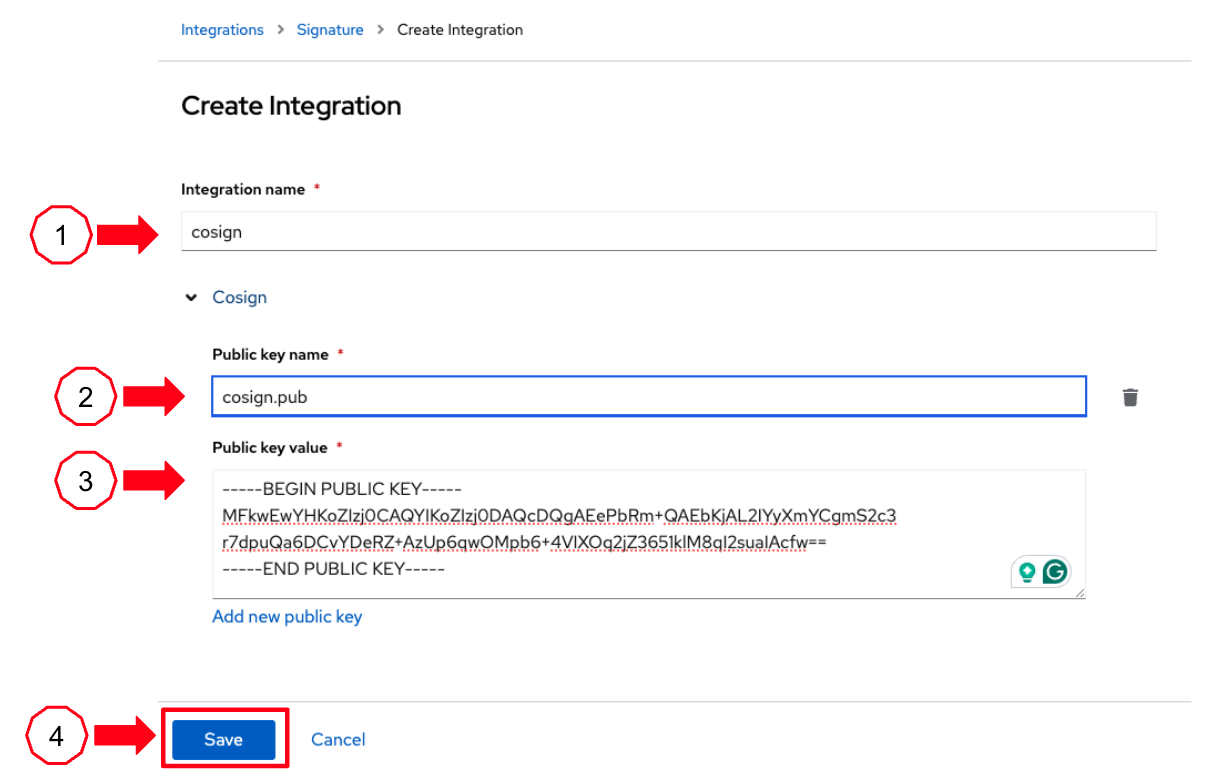 Integrations > Signature > Create Integration
Create Integration
Integration name *
1
cosign
Cosign
Public key name *
2
cosign.pub
Public key value *
3
-----BEGIN PUBLIC KEY-----
MFkwEwYHKoZIzj0CAQYIKoZIzj0DAQcDQgAEePbRm+QAEbKjAL2IYyXmYCgmS2c3
r7dpuQa6DCvYDeRZ+AzUp6qwOMpb6+4VIXOq2jZ3651kIM8qI2suaIAcfw==
-----END PUBLIC KEY-----
Add new public key
4
Save
Cancel